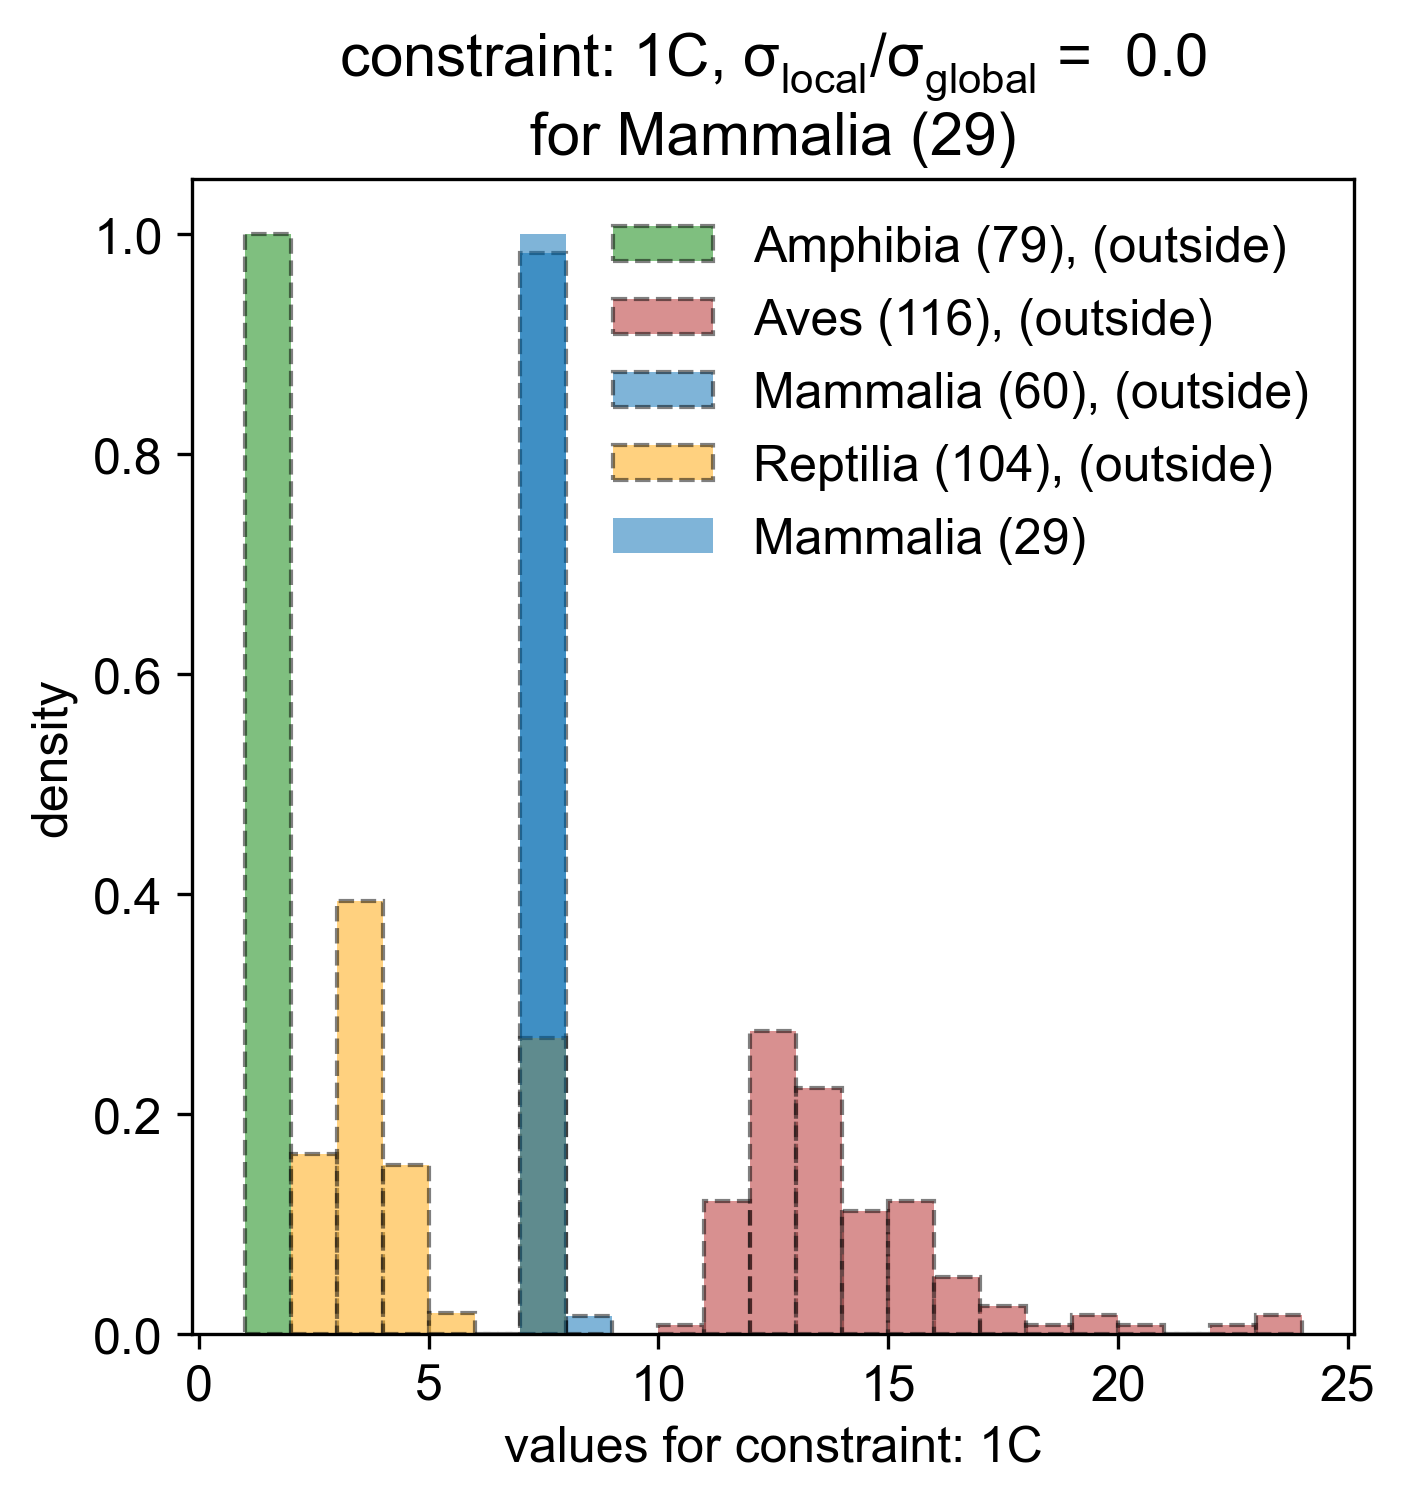 constraint: 1C, σlocal/σglobal = 0.0
for Mammalia (29)
Amphibia (79), (outside)
Aves (116), (outside)
Mammalia (60), (outside)
Reptilia (104), (outside)
Mammalia (29)
density
1.0
0.8
0.6
0.4
0.2
0.0
0 5 10 15 20 25
values for constraint: 1C